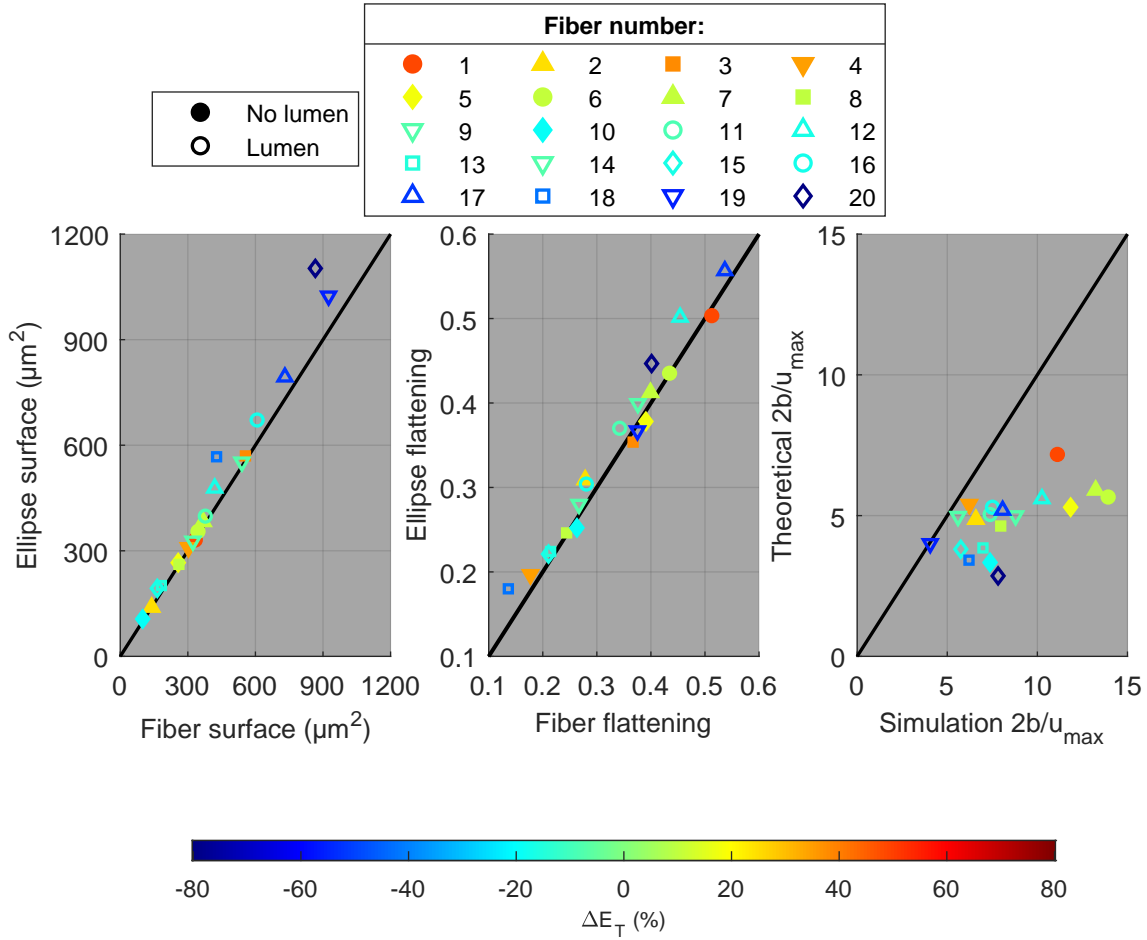 Fiber number:
1 2 3 4
5 6 7 8
9 10 11 12
13 14 15 16
17 18 19 20
No lumen
Lumen
1200
900
600
300
0
Ellipse surface (µm²)
0 300 600 900 1200
Fiber surface (µm²)
0.6
0.5
0.4
0.3
0.2
0.1
Ellipse flattening
0.1 0.2 0.3 0.4 0.5 0.6
Fiber flattening
15
10
5
0
Theoretical 2b/u_max
0 5 10 15
Simulation 2b/u_max
-80 -60 -40 -20 0 20 40 60 80
ΔE_T (%)